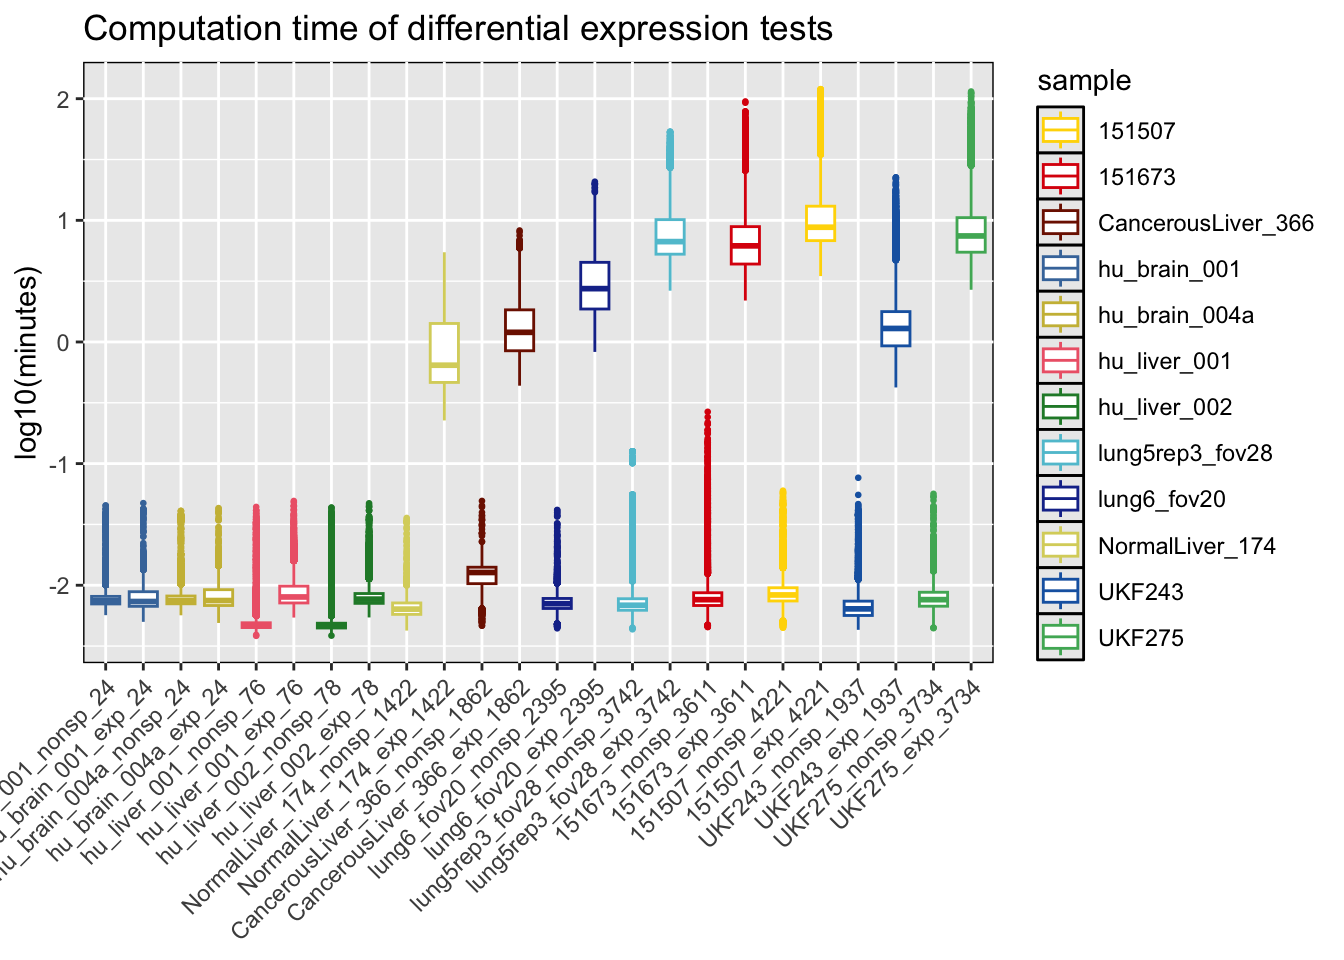 Computation time of differential expression tests
log10(minutes)
2
1
0
-1
-2
001_nonsp_24
hu_brain_001_exp_24
hu_brain_004a_nonsp_24
hu_brain_004a_exp_24
hu_liver_001_nonsp_76
hu_liver_001_exp_76
hu_liver_002_nonsp_78
hu_liver_002_exp_78
NormalLiver_174_nonsp_1422
NormalLiver_174_exp_1422
CancerousLiver_366_nonsp_1862
CancerousLiver_366_exp_1862
lung6_fov20_nonsp_2395
lung6_fov20_exp_2395
lung5rep3_fov28_nonsp_3742
lung5rep3_fov28_exp_3742
151673_nonsp_3611
151673_exp_3611
151507_nonsp_4221
151507_exp_4221
UKF243_nonsp_1937
UKF243_exp_1937
UKF275_nonsp_3734
UKF275_exp_3734
sample
151507
151673
CancerousLiver_366
hu_brain_001
hu_brain_004a
hu_liver_001
hu_liver_002
lung5rep3_fov28
lung6_fov20
NormalLiver_174
UKF243
UKF275